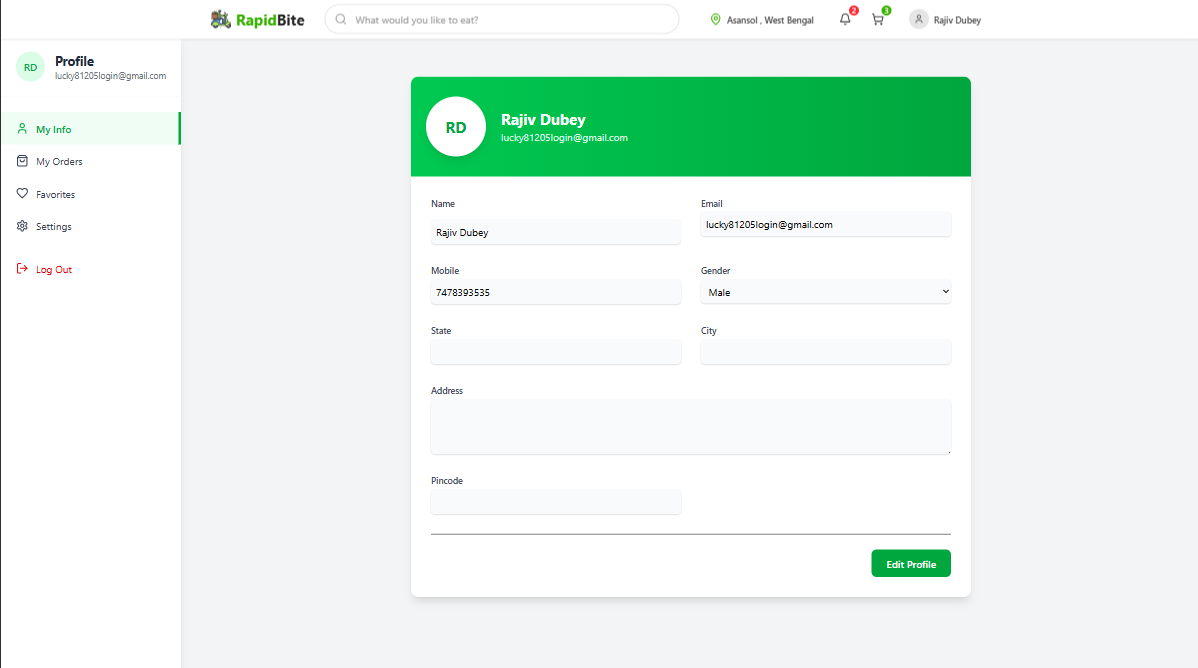 RapidBite
What would you like to eat?
Asansol , West Bengal
2
3
Rajiv Dubey
RD
Profile
lucky81205login@gmail.com
My Info
My Orders
Favorites
Settings
Log Out
RD
Rajiv Dubey
lucky81205login@gmail.com
Name
Email
Rajiv Dubey
lucky81205login@gmail.com
Mobile
Gender
7478393535
Male
State
City
Address
Pincode
Edit Profile